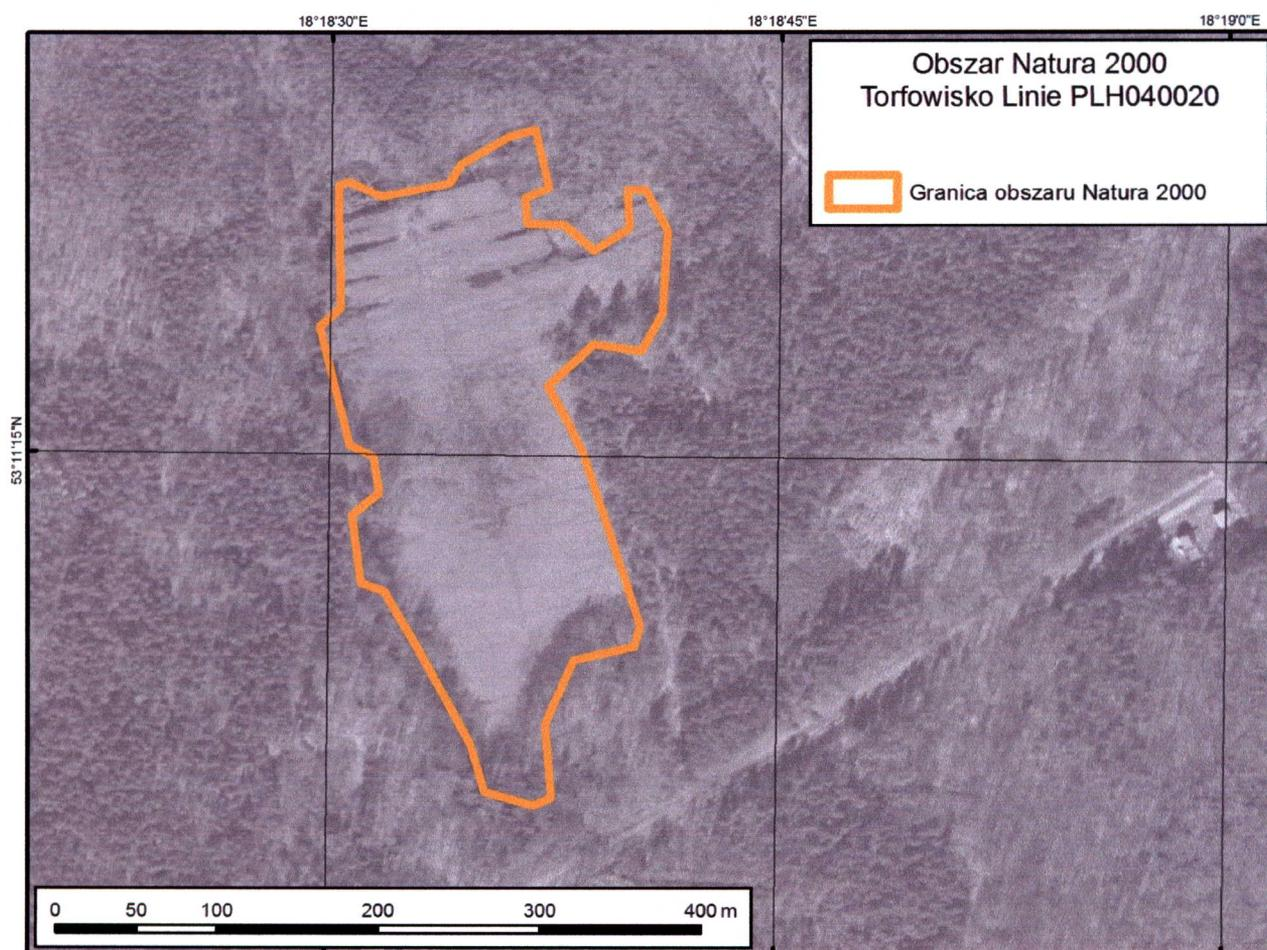 18°18'30"E
18°18'45"E
18°19'0"E
Obszar Natura 2000
Torfowisko Linie PLH040020
Granica obszaru Natura 2000
53°11'15"N
0 50 100 200 300 400 m